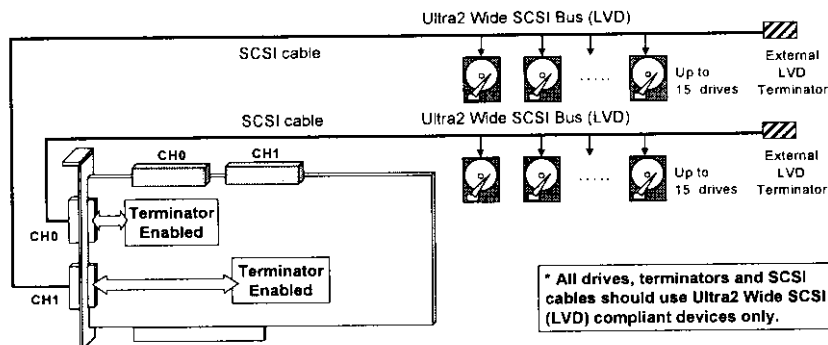 Ultra2 Wide SCSI Bus (LVD)
SCSI cable
Up to
15 drives
External
LVD
Terminator
.....
SCSI cable
Ultra2 Wide SCSI Bus (LVD)
Up to
15 drives
External
LVD
Terminator
.....
CH0
CH1
CH0
Terminator
Enabled
CH1
Terminator
Enabled
* All drives, terminators and SCSI
cables should use Ultra2 Wide SCSI
(LVD) compliant devices only.